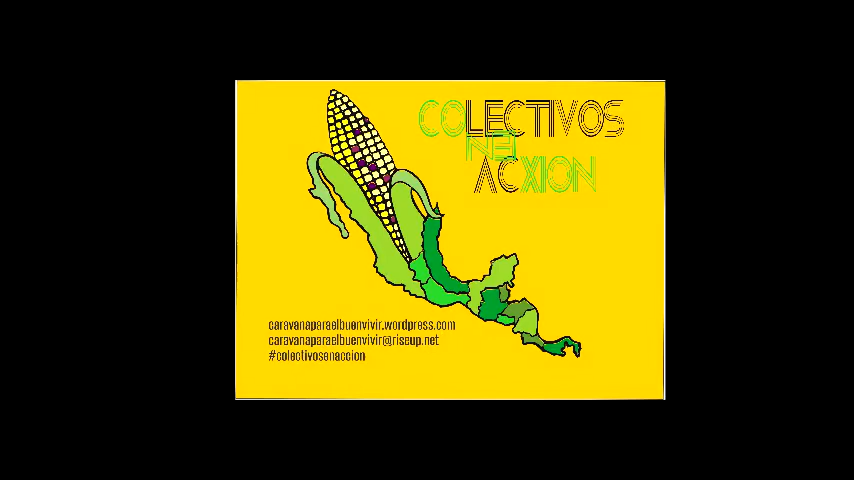 COLECTIVOS
EN
ACXION
caravanaparaelbuenvivir.wordpress.com
caravanaparaelbuenvivir@riseup.net
#colectivosenaccion